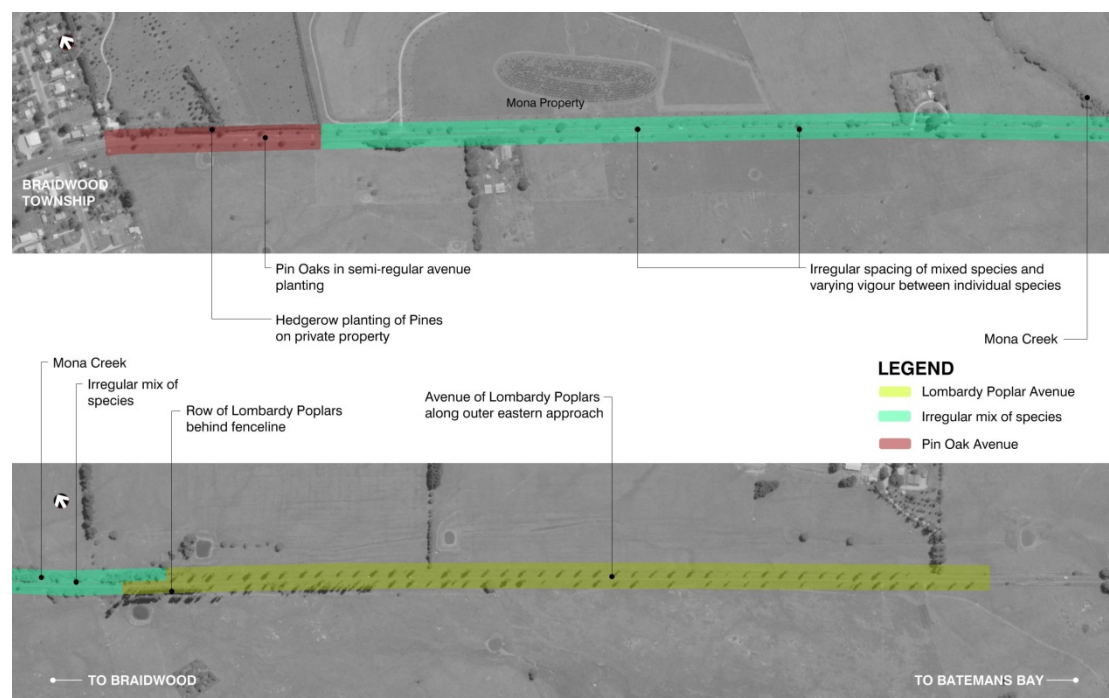 Mona Property
BRAIDWOOD
TOWNSHIP
Pin Oaks in semi-regular avenue
planting
Irregular spacing of mixed species and
varying vigour between individual species
Hedgerow planting of Pines
on private property
Mona Creek
Mona Creek
Irregular mix of
species
Row of Lombardy Poplars
behind fenceline
Avenue of Lombardy Poplars
along outer eastern approach
LEGEND
Lombardy Poplar Avenue
Irregular mix of species
Pin Oak Avenue
TO BRAIDWOOD
TO BATEMANS BAY